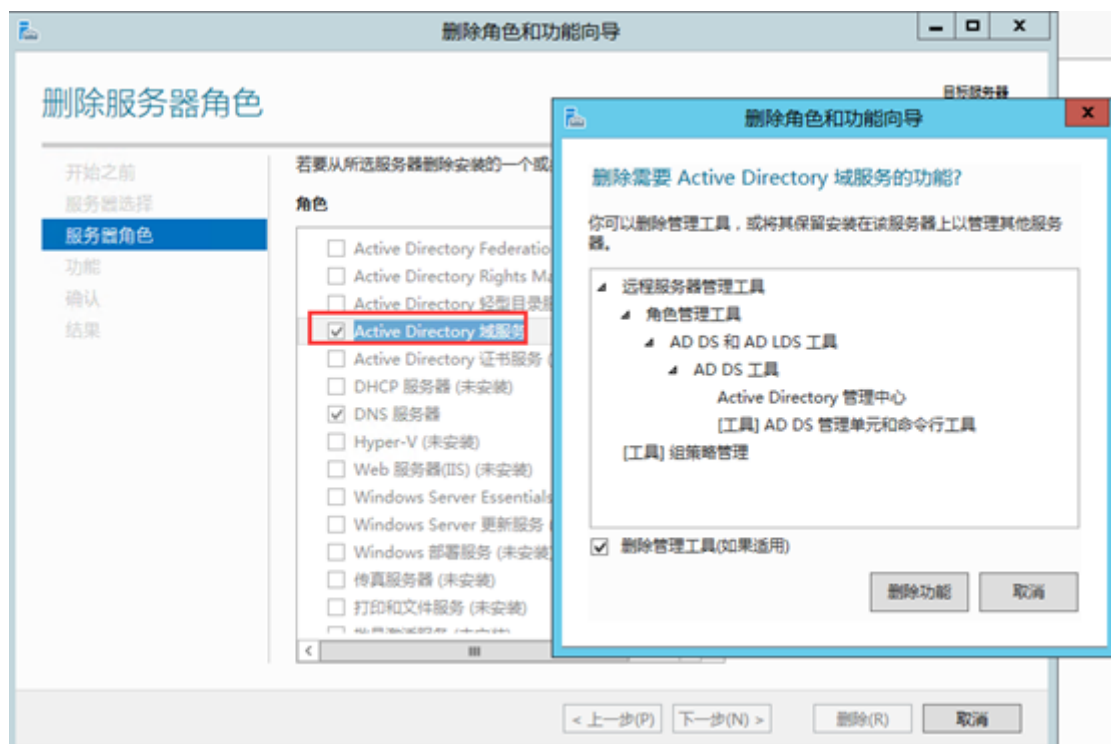 删除角色和功能向导
删除服务器角色
目标服务器
开始之前
服务器选择
服务器角色
功能
确认
结果
若要从所选服务器删除安装的一个或
角色
Active Directory Federatio
Active Directory Rights Ma
Active Directory 轻型目录服
Active Directory 域服务
Active Directory 证书服务 (
DHCP 服务器 (未安装)
DNS 服务器
Hyper-V (未安装)
Web 服务器(IIS) (未安装)
Windows Server Essentials
Windows Server 更新服务 (
Windows 部署服务 (未安装)
传真服务器 (未安装)
打印和文件服务 (未安装)
< 上一步(P) 下一步(N) > 删除(R) 取消
删除角色和功能向导
删除需要 Active Directory 域服务的功能?
你可以删除管理工具，或将其保留安装在该服务器上以管理其他服务
器。
远程服务器管理工具
角色管理工具
AD DS 和 AD LDS 工具
AD DS 工具
Active Directory 管理中心
[工具] AD DS 管理单元和命令行工具
[工具] 组策略管理
删除管理工具(如果适用)
删除功能 取消